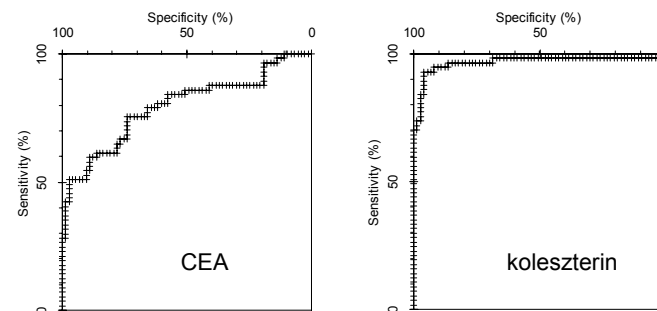 Specificity (%)
100 50 0
100
50
0
Sensitivity (%)
CEA
Specificity (%)
100 50
100
50
0
Sensitivity (%)
koleszterin